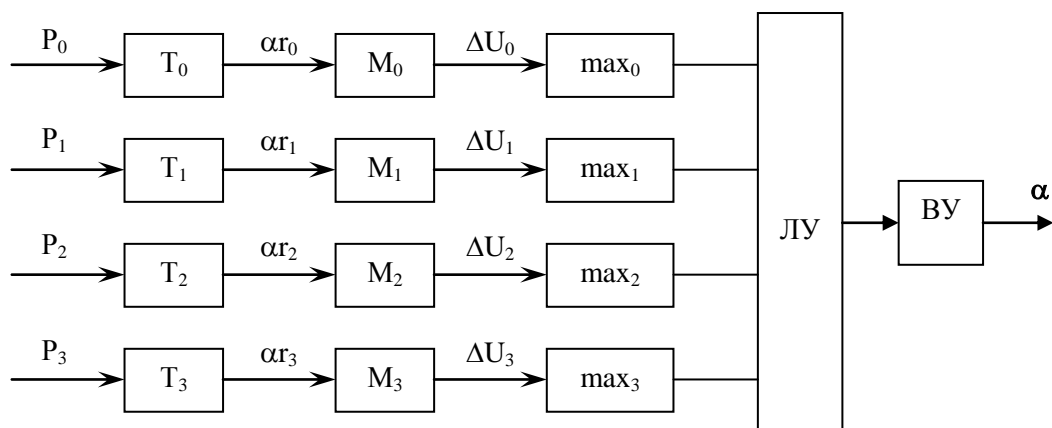 P₀ αr₀ ΔU₀
T₀ M₀ max₀
P₁ αr₁ ΔU₁
T₁ M₁ max₁
ВУ α
ЛУ
P₂ αr₂ ΔU₂
T₂ M₂ max₂
P₃ αr₃ ΔU₃
T₃ M₃ max₃